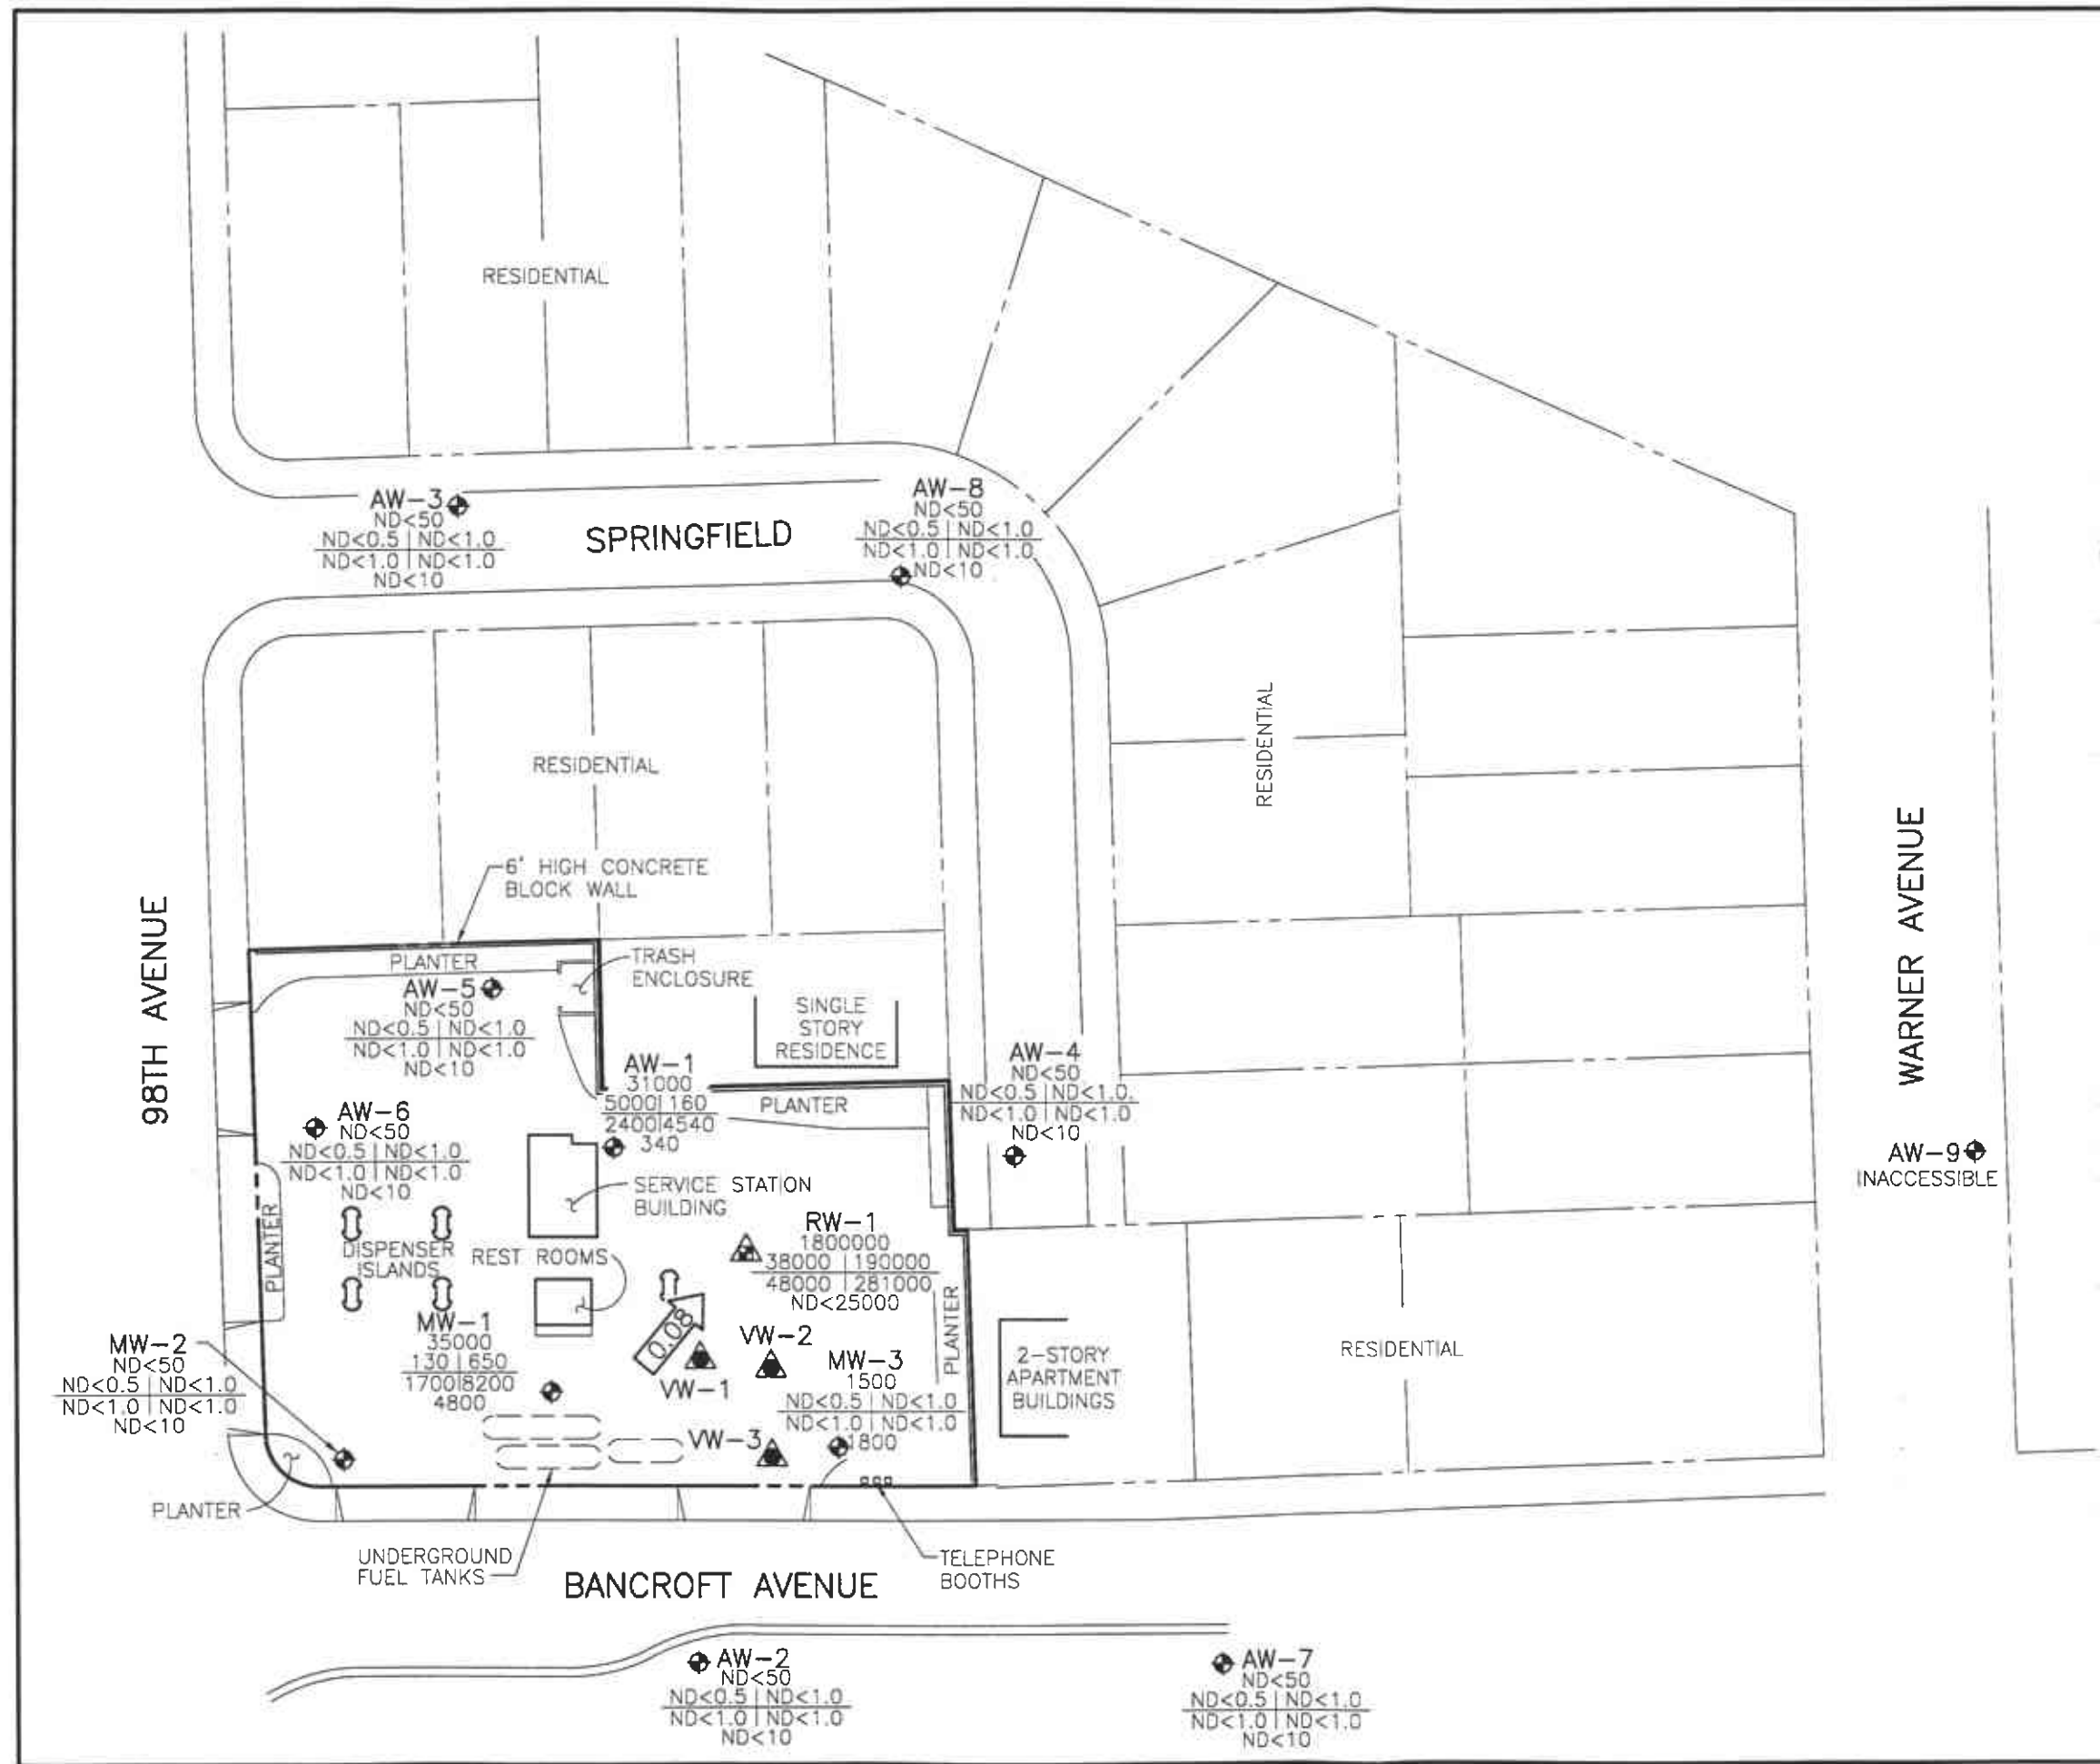 RESIDENTIAL
AW-3
ND<50
ND<0.5 | ND<1.0
ND<1.0 | ND<1.0
ND<10
SPRINGFIELD
AW-8
ND<50
ND<0.5 | ND<1.0
ND<1.0 | ND<1.0
ND<10
RESIDENTIAL
RESIDENTIAL
6' HIGH CONCRETE
BLOCK WALL
98TH AVENUE
WARNER AVENUE
PLANTER
TRASH
ENCLOSURE
AW-5
ND<50
ND<0.5 | ND<1.0
ND<1.0 | ND<1.0
ND<10
SINGLE
STORY
RESIDENCE
AW-1
31000
5000 | 160
2400 | 4540
340
PLANTER
AW-4
ND<50
ND<0.5 | ND<1.0
ND<1.0 | ND<1.0
ND<10
AW-6
ND<50
ND<0.5 | ND<1.0
ND<1.0 | ND<1.0
ND<10
AW-9
INACCESSIBLE
SERVICE STATION
BUILDING
PLANTER
DISPENSER
ISLANDS
REST ROOMS
RW-1
1800000
38000 | 190000
48000 | 281000
ND<25000
PLANTER
MW-1
35000
130 | 650
1700 | 8200
4800
0.08
VW-1
VW-2
MW-3
1500
ND<0.5 | ND<1.0
ND<1.0 | ND<1.0
1800
VW-3
2-STORY
APARTMENT
BUILDINGS
RESIDENTIAL
MW-2
ND<50
ND<0.5 | ND<1.0
ND<1.0 | ND<1.0
ND<10
PLANTER
UNDERGROUND
FUEL TANKS
BANCROFT AVENUE
TELEPHONE
BOOTHS
AW-2
ND<50
ND<0.5 | ND<1.0
ND<1.0 | ND<1.0
ND<10
AW-7
ND<50
ND<0.5 | ND<1.0
ND<1.0 | ND<1.0
ND<10